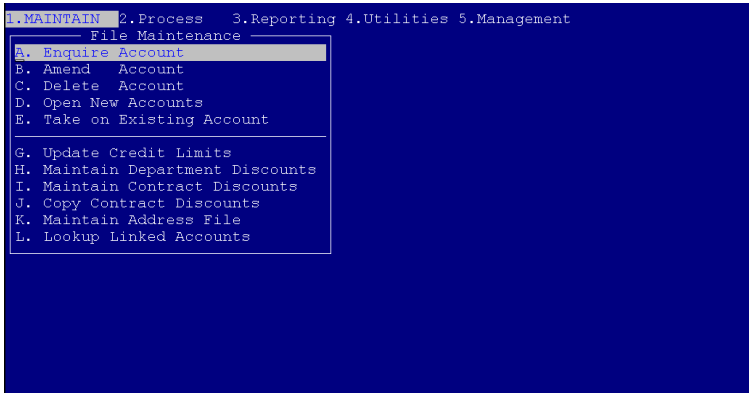 1.MAINTAIN 2.Process 3.Reporting 4.Utilities 5.Management
File Maintenance
A. Enquire Account
B. Amend Account
C. Delete Account
D. Open New Accounts
E. Take on Existing Account
G. Update Credit Limits
H. Maintain Department Discounts
I. Maintain Contract Discounts
J. Copy Contract Discounts
K. Maintain Address File
L. Lookup Linked Accounts